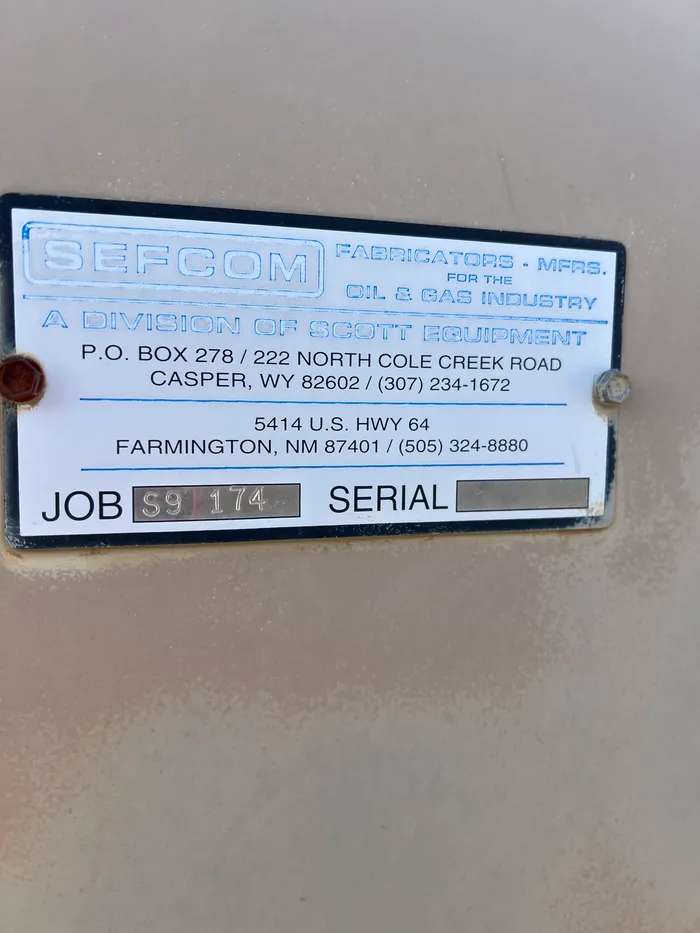 SEFCOM
FABRICATORS - MFRS.
FOR THE
OIL & GAS INDUSTRY
A DIVISION OF SCOTT EQUIPMENT
P.O. BOX 278 / 222 NORTH COLE CREEK ROAD
CASPER, WY 82602 / (307) 234-1672
5414 U.S. HWY 64
FARMINGTON, NM 87401 / (505) 324-8880
JOB S9 174 SERIAL